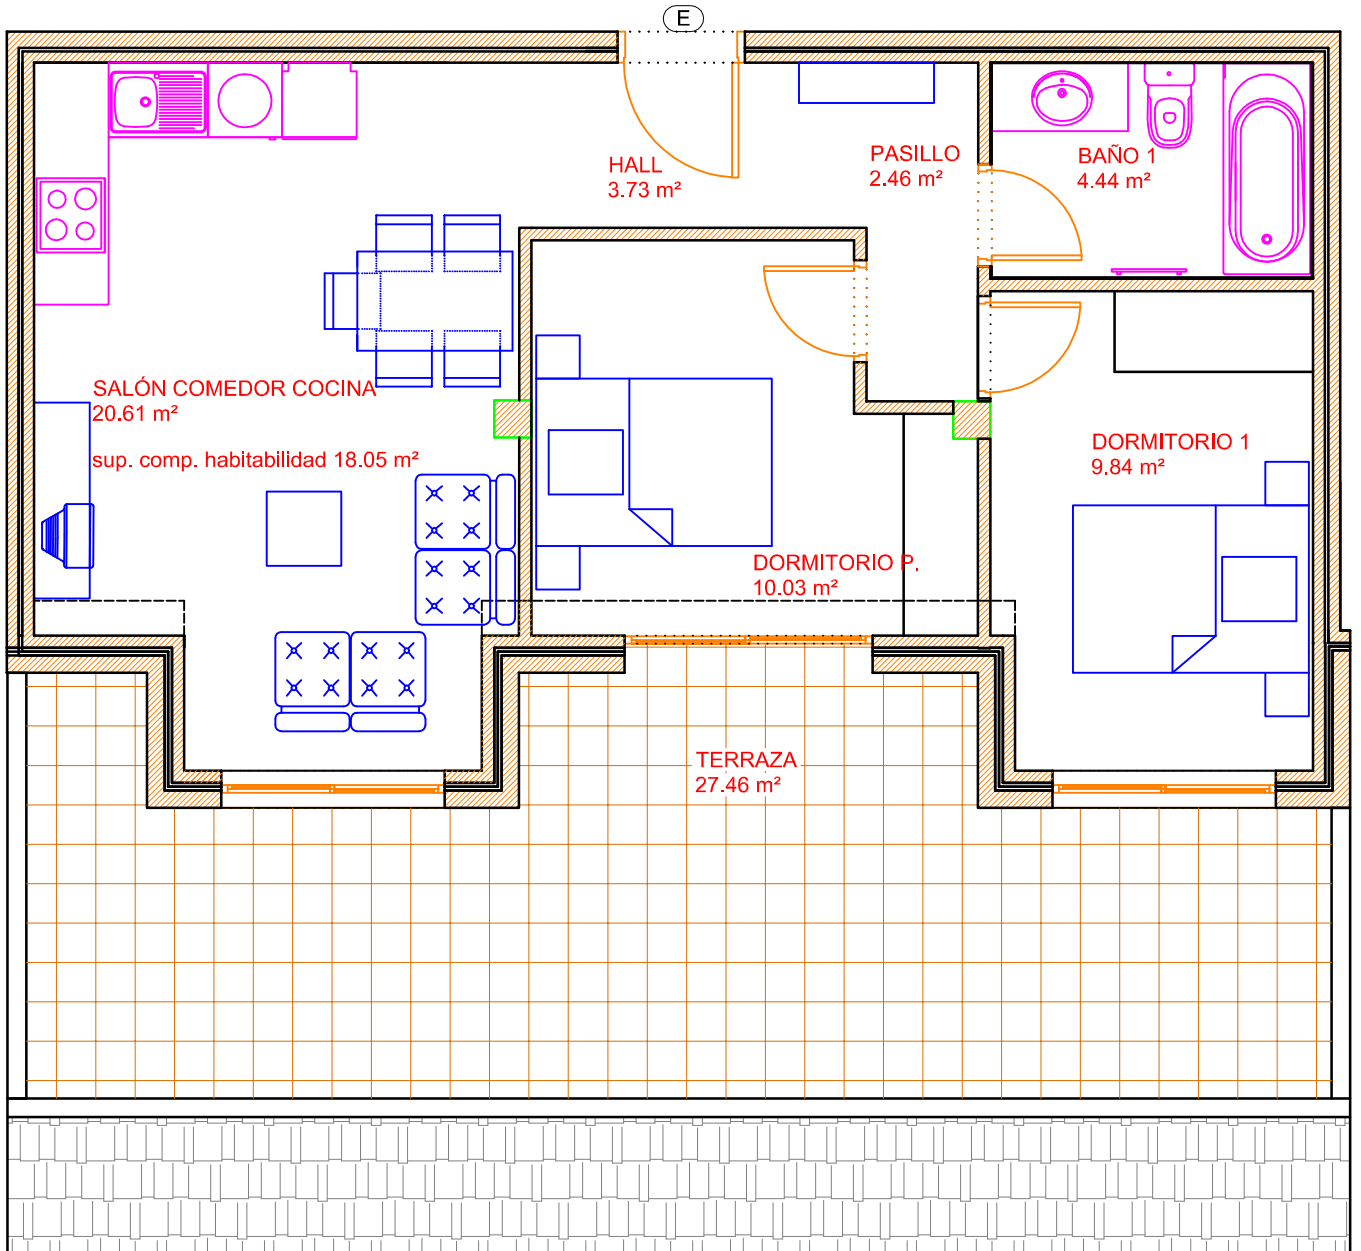 E
HALL
3.73 m²
PASILLO
2.46 m²
BAÑO 1
4.44 m²
SALÓN COMEDOR COCINA
20.61 m²
sup. comp. habitabilidad 18.05 m²
DORMITORIO 1
9.84 m²
DORMITORIO P.
10.03 m²
TERRAZA
27.46 m²